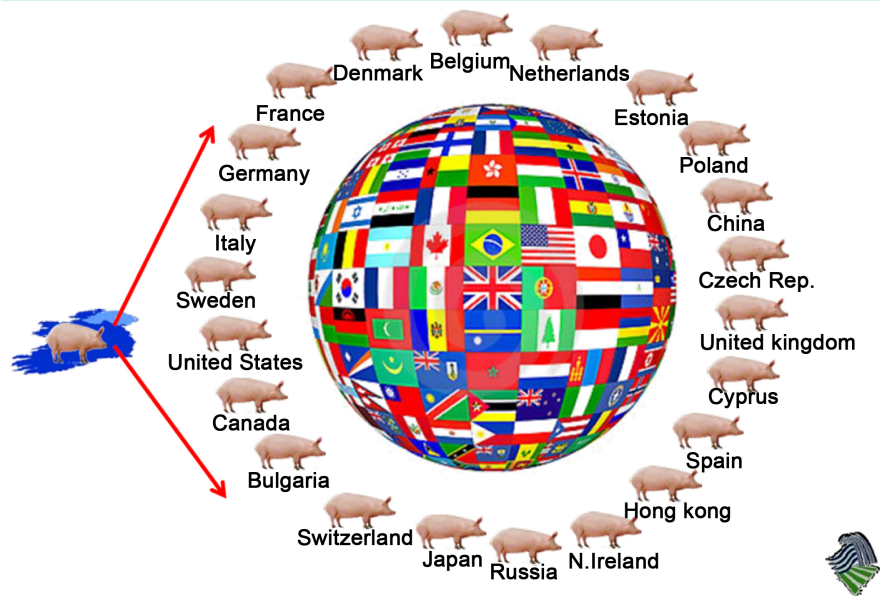 Belgium
Denmark
Netherlands
France
Estonia
Germany
Poland
Italy
China
Sweden
Czech Rep.
United States
United kingdom
Canada
Cyprus
Bulgaria
Spain
Hong kong
Switzerland
Japan
Russia
N.Ireland